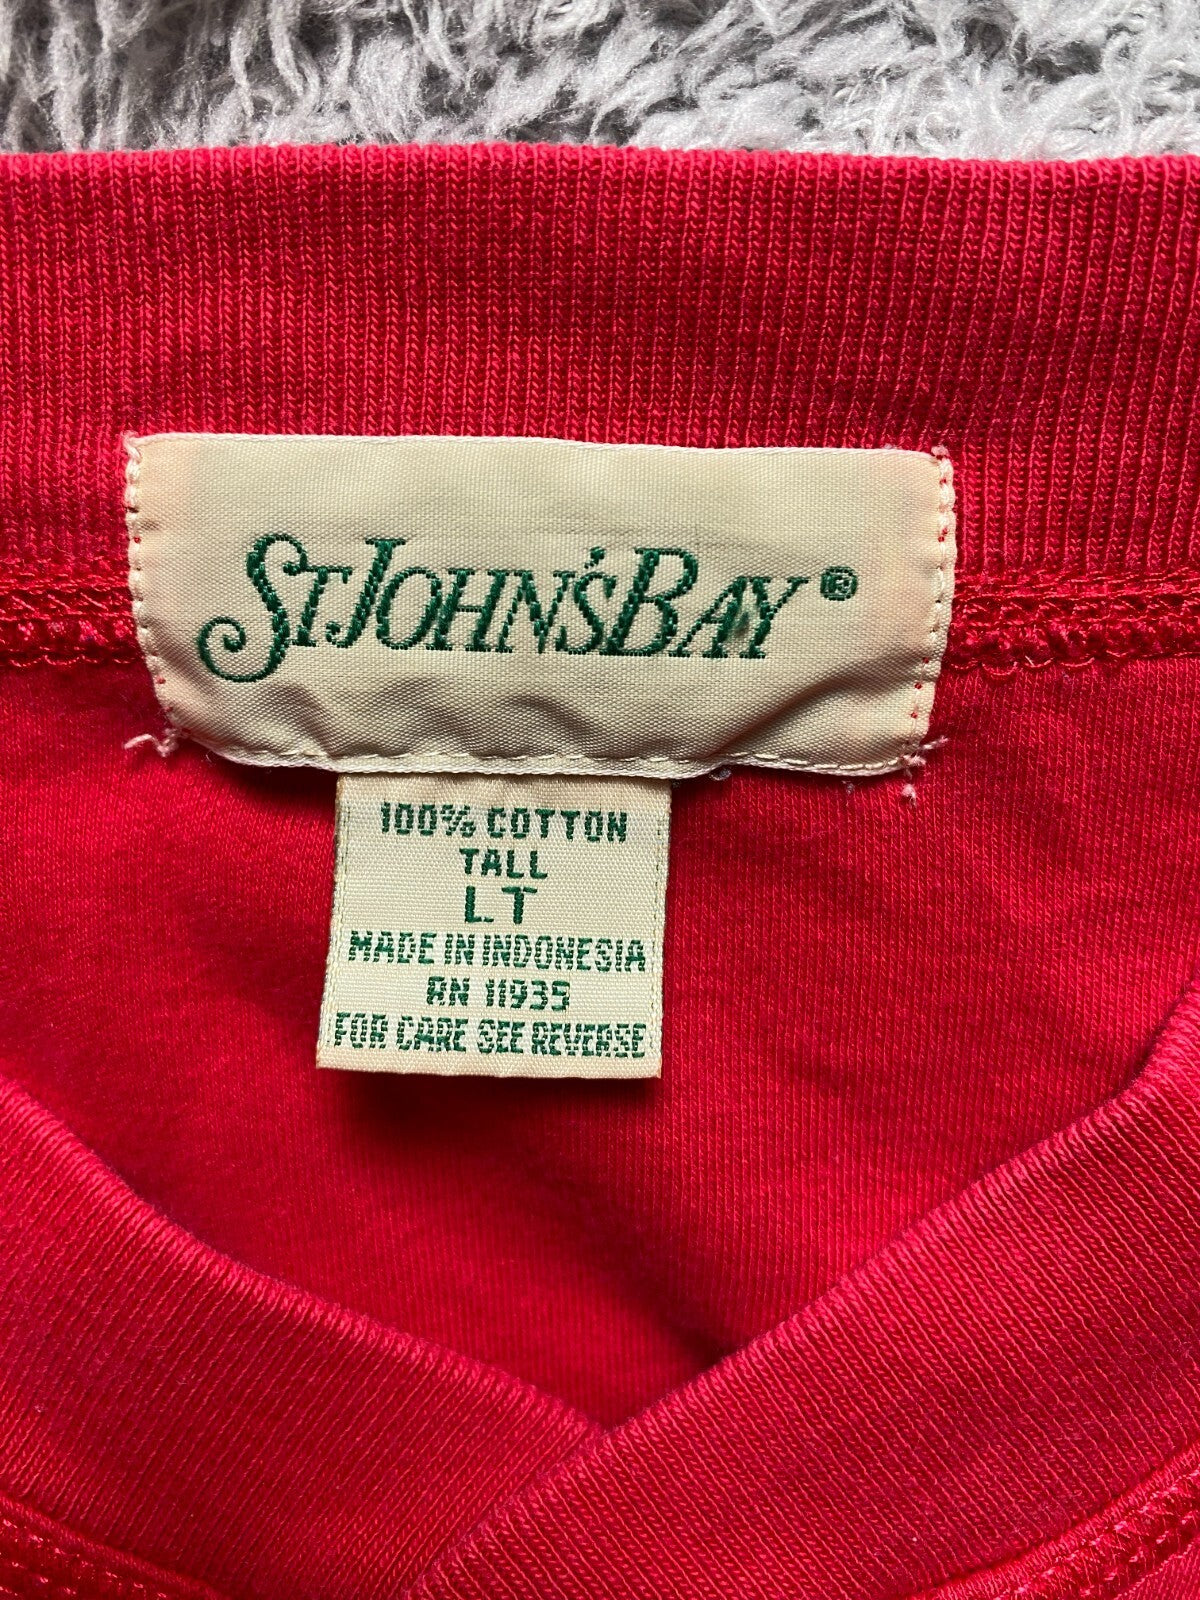 ST JOHN'S BAY®
100% COTTON
TALL
LT
MADE IN INDONESIA
RN 11935
FOR CARE SEE REVERSE